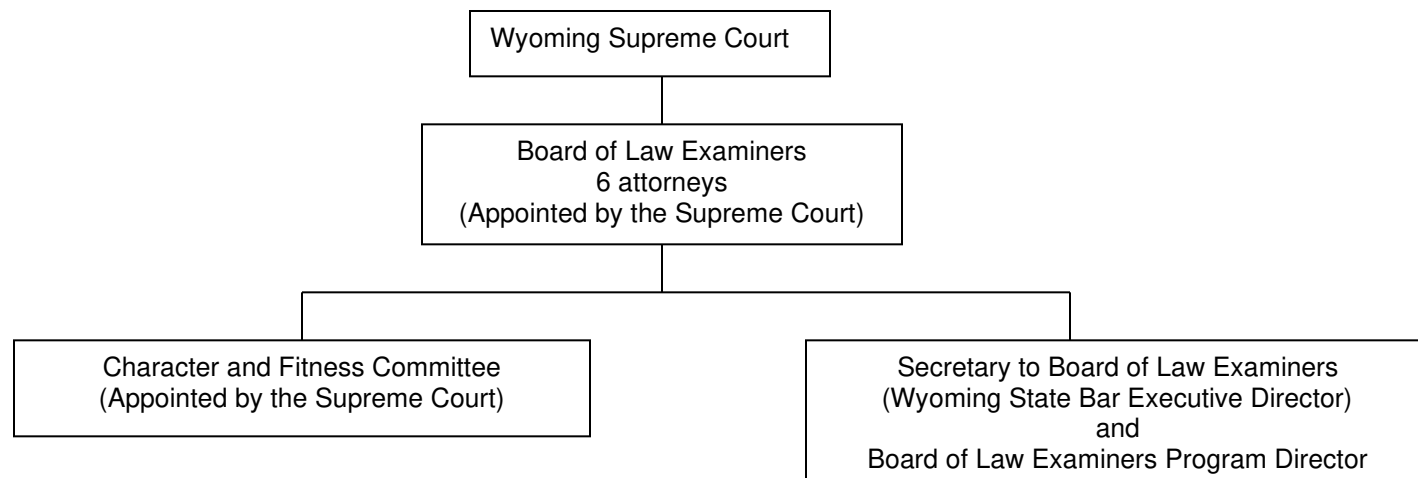 Wyoming Supreme Court
Board of Law Examiners
6 attorneys
(Appointed by the Supreme Court)
Character and Fitness Committee
(Appointed by the Supreme Court)
Secretary to Board of Law Examiners
(Wyoming State Bar Executive Director)
and
Board of Law Examiners Program Director